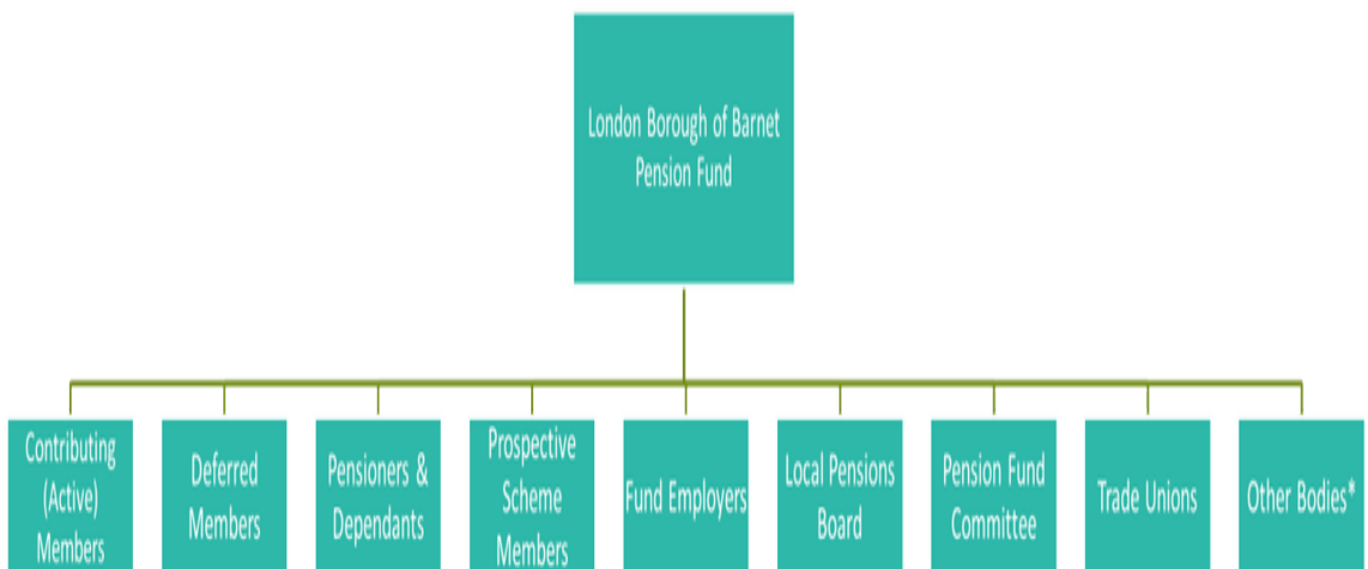 London Borough of Barnet
Pension Fund
Contributing
(Active)
Members
Deferred
Members
Pensioners &
Dependants
Prospective
Scheme
Members
Fund Employers
Local Pensions
Board
Pension Fund
Committee
Trade Unions
Other Bodies*